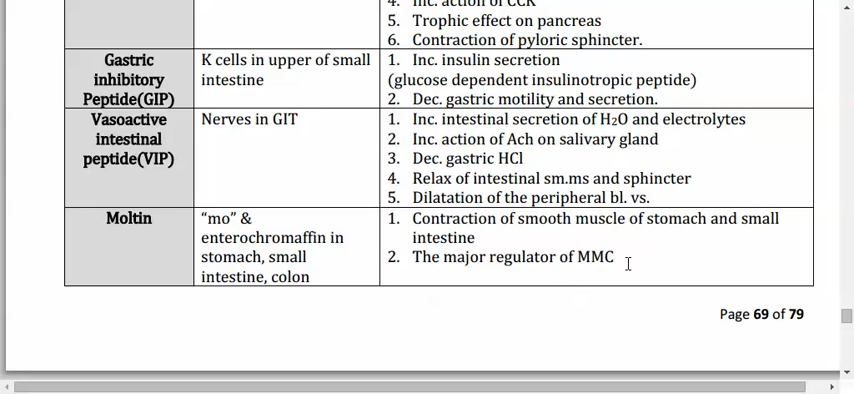 4. Inc. action of CCK
5. Trophic effect on pancreas
6. Contraction of pyloric sphincter.
Gastric
inhibitory
Peptide(GIP)
K cells in upper of small
intestine
1. Inc. insulin secretion
(glucose dependent insulinotropic peptide)
2. Dec. gastric motility and secretion.
Vasoactive
intestinal
peptide(VIP)
Nerves in GIT
1. Inc. intestinal secretion of H2O and electrolytes
2. Inc. action of Ach on salivary gland
3. Dec. gastric HCl
4. Relax of intestinal sm.ms and sphincter
5. Dilatation of the peripheral bl. vs.
Moltin
“mo” &
enterochromaffin in
stomach, small
intestine, colon
1. Contraction of smooth muscle of stomach and small
intestine
2. The major regulator of MMC
Page 69 of 79